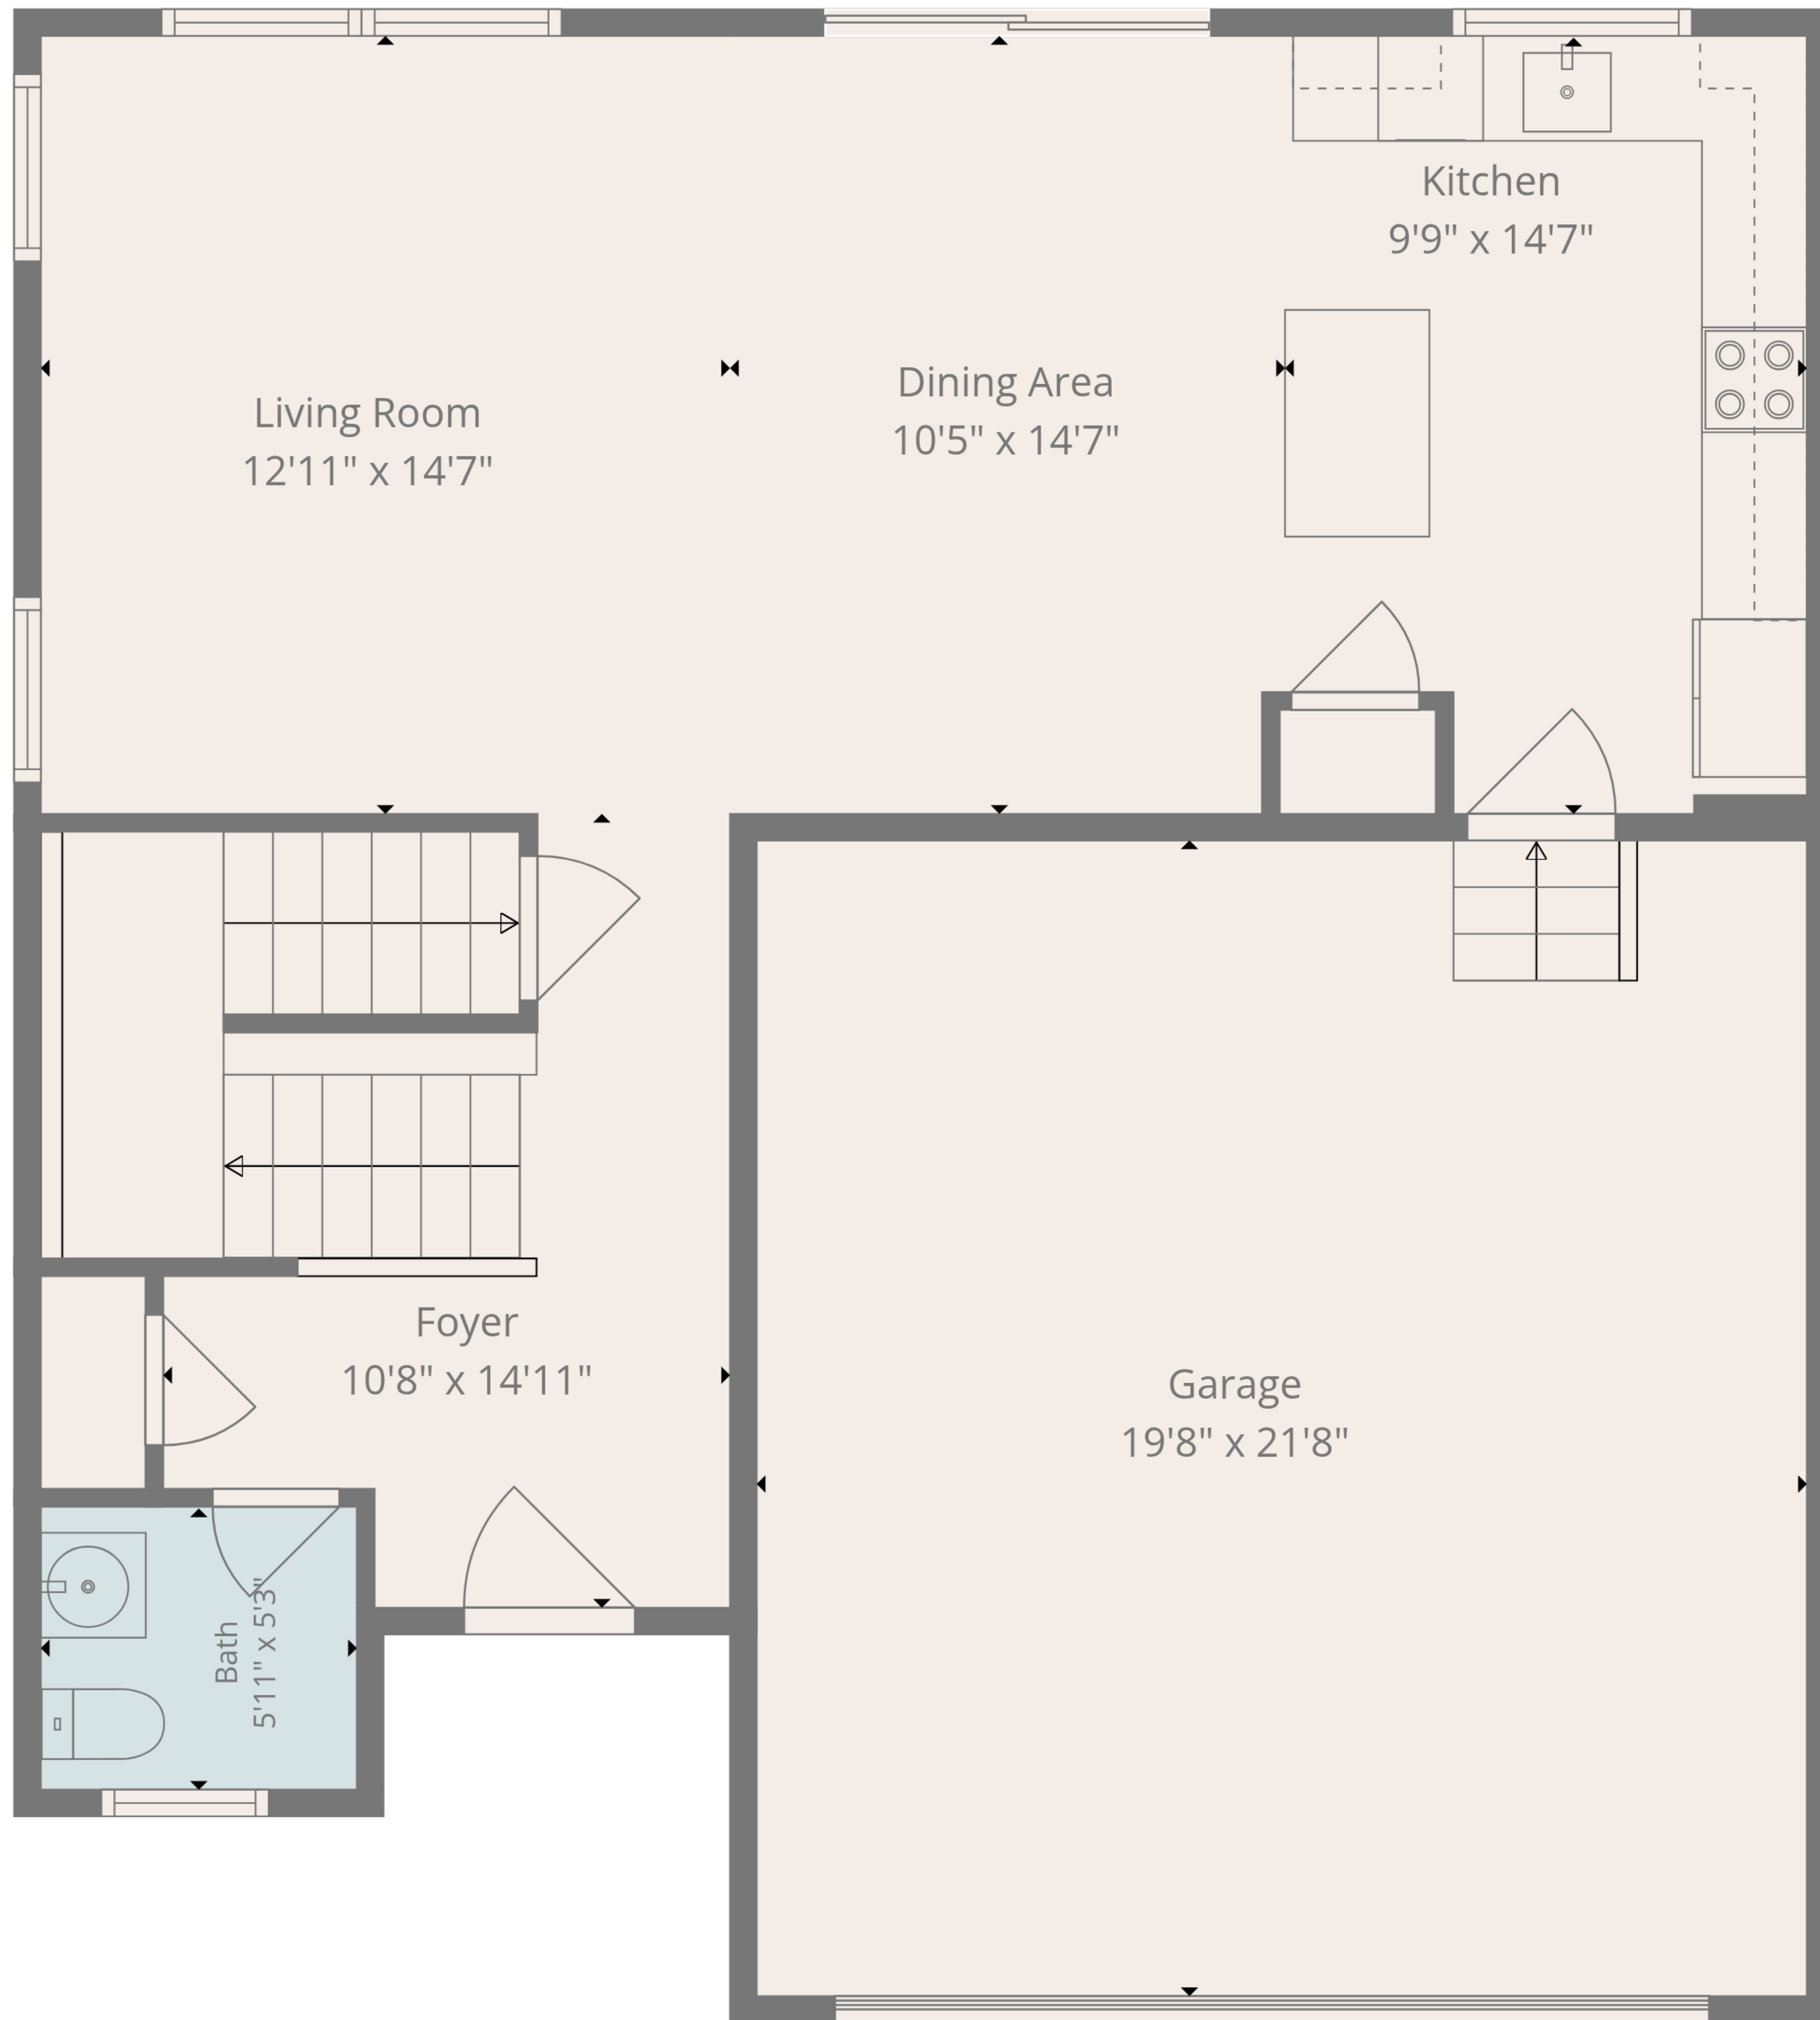 Kitchen
9'9" x 14'7"
Living Room
12'11" x 14'7"
Dining Area
10'5" x 14'7"
Foyer
10'8" x 14'11"
Garage
19'8" x 21'8"
Bath
5'11" x 5'3"